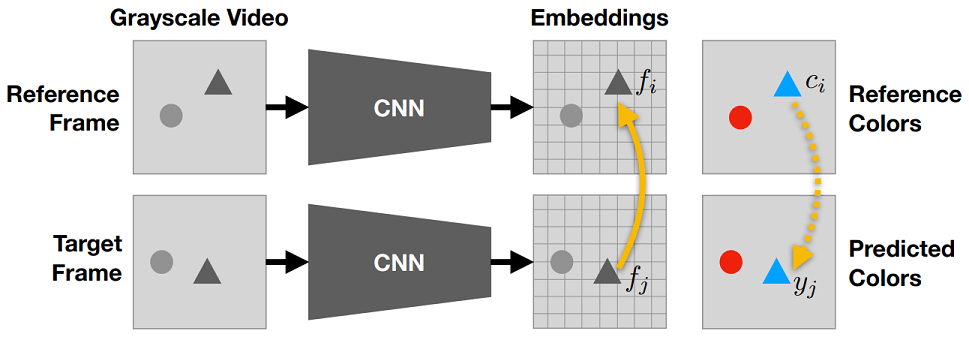 Grayscale Video
Embeddings
Reference
Frame
CNN
f_i
c_i
Reference
Colors
Target
Frame
CNN
f_j
y_j
Predicted
Colors